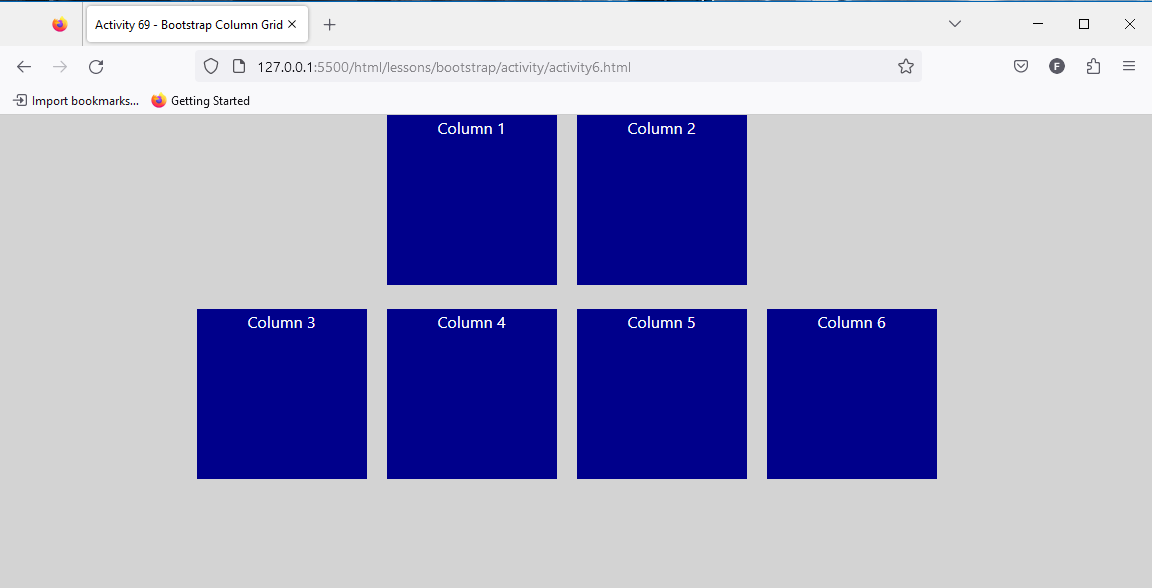 Activity 69 - Bootstrap Column Grid
127.0.0.1:5500/html/lessons/bootstrap/activity/activity6.html
F
Import bookmarks... Getting Started
Column 1 Column 2
Column 3 Column 4 Column 5 Column 6